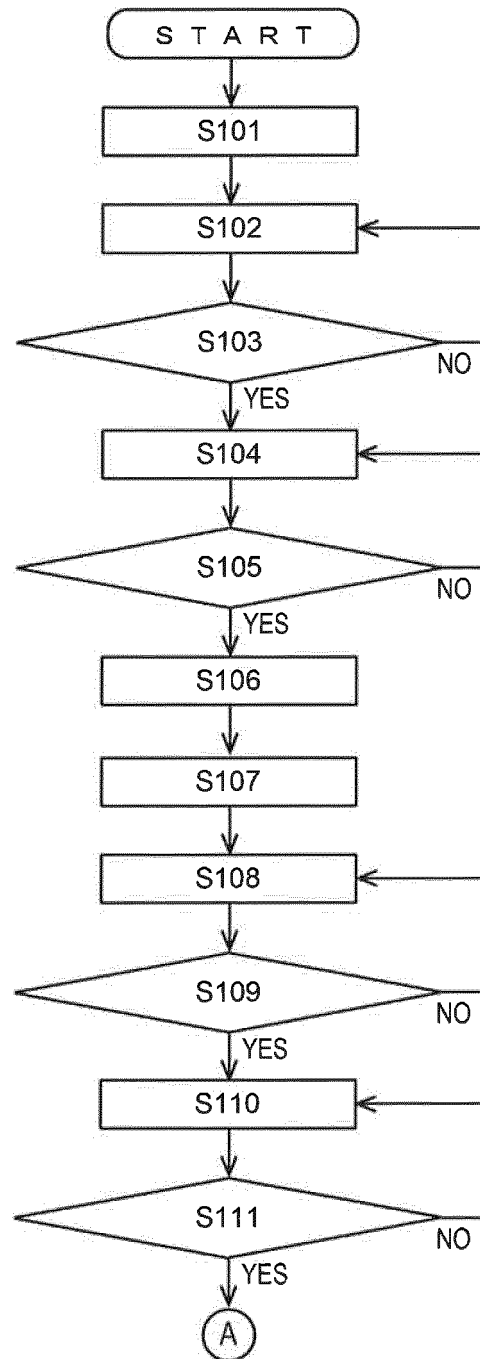 START
S101
S102
S103
NO
YES
S104
S105
NO
YES
S106
S107
S108
S109
NO
YES
S110
S111
NO
YES
A